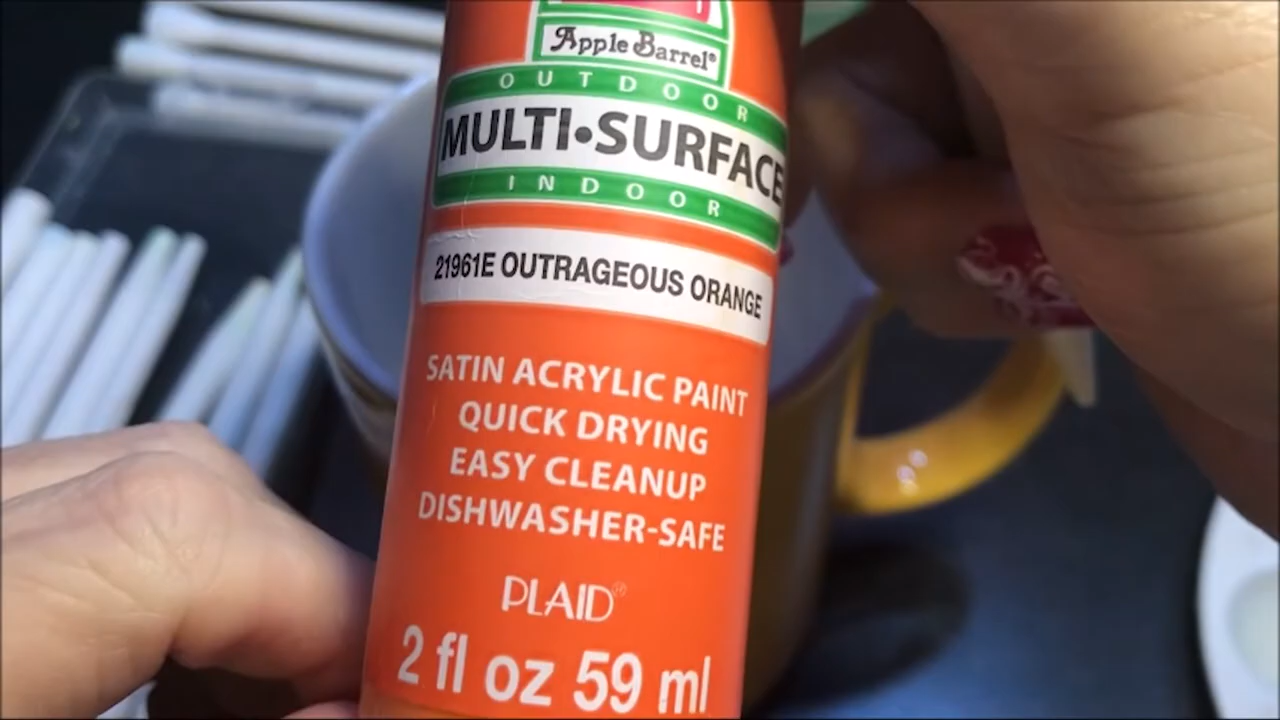 Apple Barrel®
OUTDOOR
MULTI•SURFACE
INDOOR
21961E OUTRAGEOUS ORANGE
SATIN ACRYLIC PAINT
QUICK DRYING
EASY CLEANUP
DISHWASHER-SAFE
PLAID®
2 fl oz 59 ml